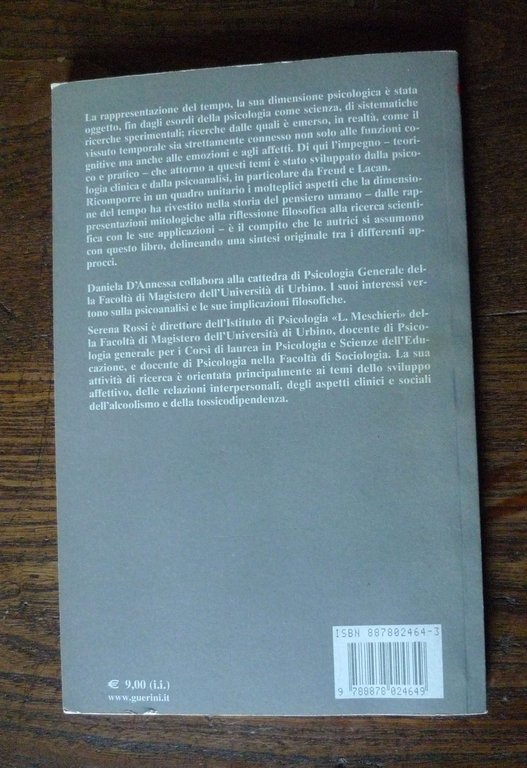 La rappresentazione del tempo, la sua dimensione psicologica è stata
oggetto, fin dagli esordi della psicologia come scienza, di sistematiche
ricerche sperimentali; ricerche dalle quali è emerso, in realtà, come il
vissuto temporale sia strettamente connesso non solo alle funzioni co-
gnitive ma anche alle emozioni e agli affetti. Di qui l'impegno – teori-
co e pratico – che attorno a questi temi è stato sviluppato dalla psico-
logia clinica e dalla psicoanalisi, in particolare da Freud e Lacan.
Ricomporre in un quadro unitario i molteplici aspetti che la dimensio-
ne del tempo ha rivestito nella storia del pensiero umano – dalle rap-
presentazioni mitologiche alla riflessione filosofica alla ricerca scienti-
fica con le sue applicazioni – è il compito che le autrici si assumono
con questo libro, delineando una sintesi originale tra i differenti ap-
procci.
Daniela D'Annessa collabora alla cattedra di Psicologia Generale del-
la Facoltà di Magistero dell'Università di Urbino. I suoi interessi ver-
tono sulla psicoanalisi e le sue implicazioni filosofiche.
Serena Rossi è direttore dell'Istituto di Psicologia «L. Meschieri» del-
la Facoltà di Magistero dell'Università di Urbino, docente di Psico-
logia generale per i Corsi di laurea in Psicologia e Scienze dell'Edu-
cazione, e docente di Psicologia nella Facoltà di Sociologia. La sua
attività di ricerca è orientata principalmente ai temi dello sviluppo
affettivo, delle relazioni interpersonali, degli aspetti clinici e sociali
dell'alcoolismo e della tossicodipendenza.
ISBN 887802464-3
9 788878 024649
€ 9,00 (i.i.)
www.guerini.it